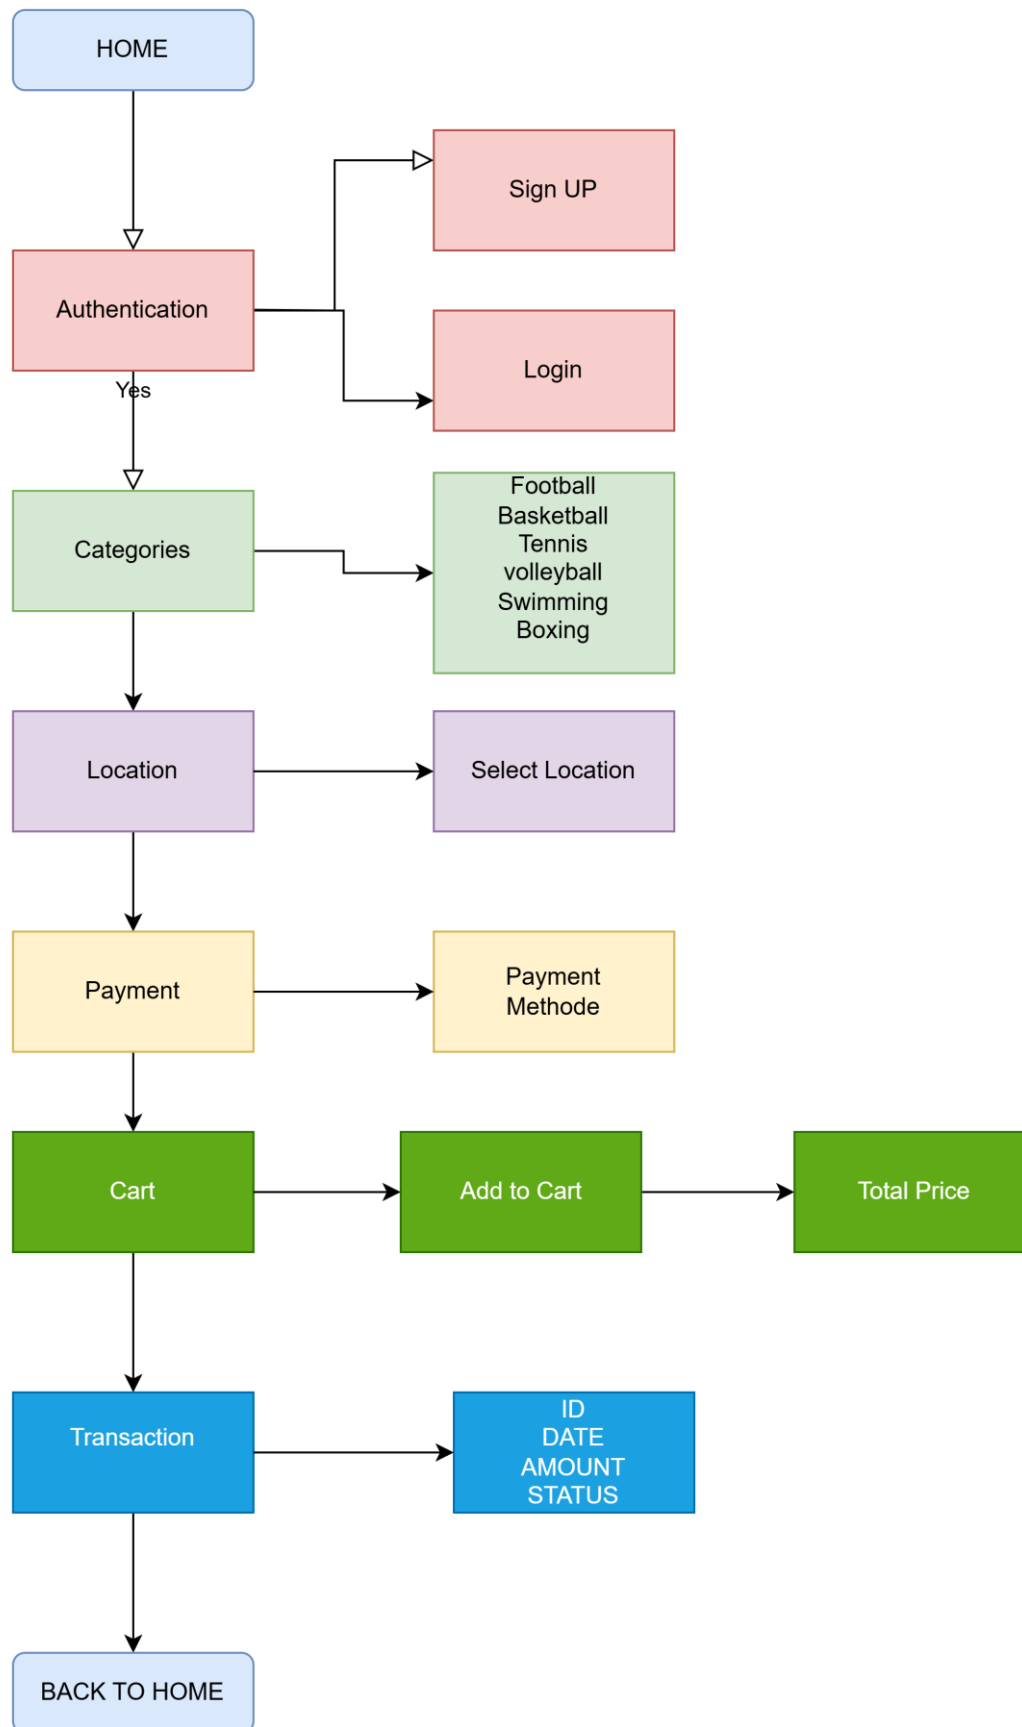 HOME
Sign UP
Authentication
Login
Yes
Categories
Football
Basketball
Tennis
volleyball
Swimming
Boxing
Location
Select Location
Payment
Payment
Methode
Cart
Add to Cart
Total Price
Transaction
ID
DATE
AMOUNT
STATUS
BACK TO HOME